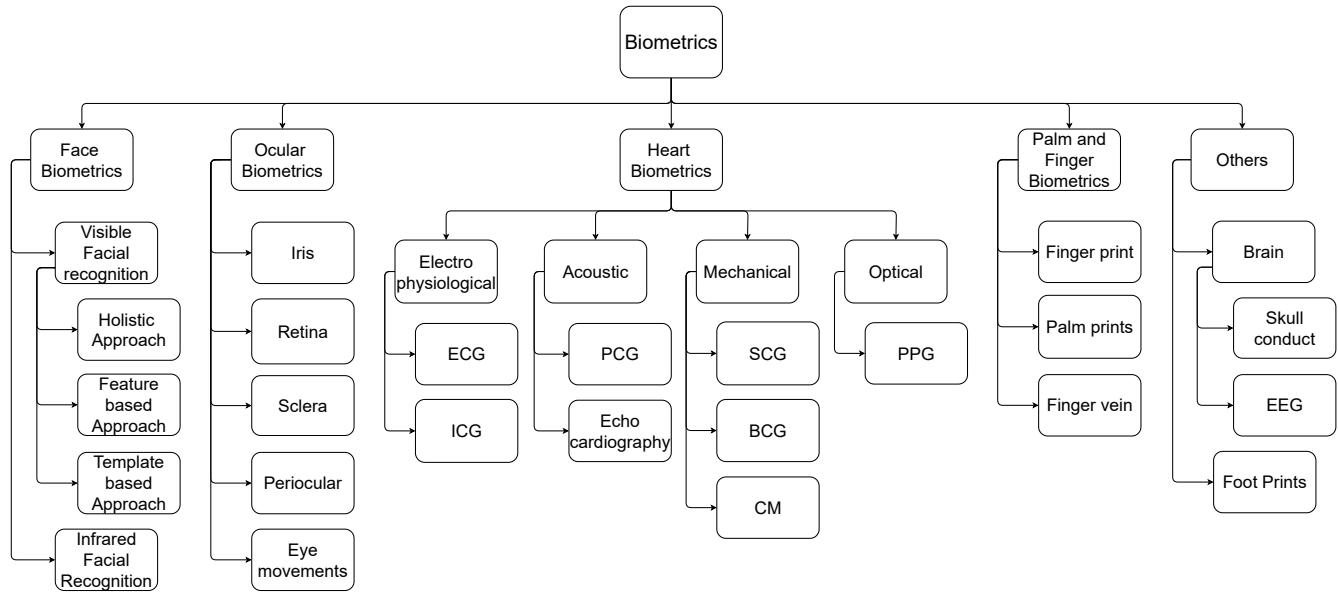 Biometrics
Face
Biometrics
Visible
Facial
recognition
Holistic
Approach
Feature
based
Approach
Template
based
Approach
Infrared
Facial
Recognition
Ocular
Biometrics
Iris
Retina
Sclera
Periocular
Eye
movements
Heart
Biometrics
Electro
physiological
ECG
ICG
Acoustic
PCG
Echo
cardiography
Mechanical
SCG
BCG
CM
Optical
PPG
Palm and
Finger
Biometrics
Finger print
Palm prints
Finger vein
Others
Brain
Skull
conduct
EEG
Foot Prints